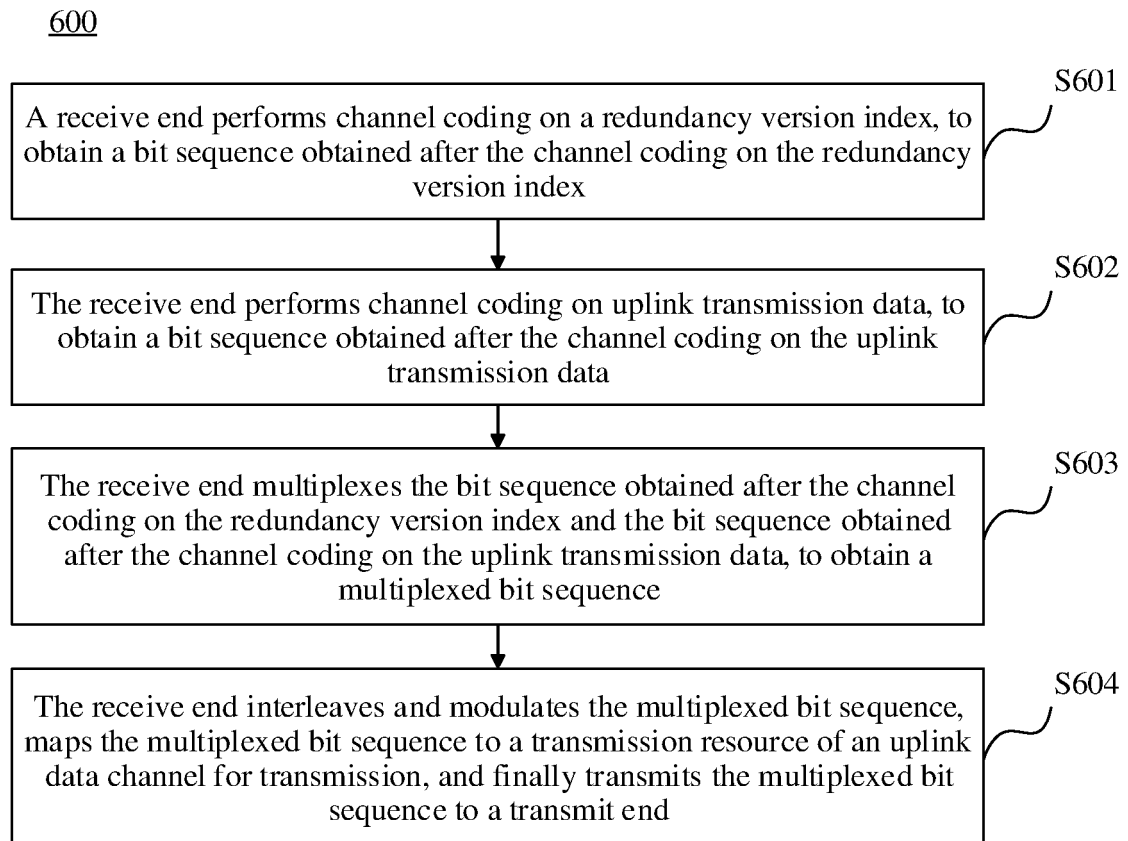 600
S601
A receive end performs channel coding on a redundancy version index, to
obtain a bit sequence obtained after the channel coding on the redundancy
version index
S602
The receive end performs channel coding on uplink transmission data, to
obtain a bit sequence obtained after the channel coding on the uplink
transmission data
S603
The receive end multiplexes the bit sequence obtained after the channel
coding on the redundancy version index and the bit sequence obtained
after the channel coding on the uplink transmission data, to obtain a
multiplexed bit sequence
S604
The receive end interleaves and modulates the multiplexed bit sequence,
maps the multiplexed bit sequence to a transmission resource of an uplink
data channel for transmission, and finally transmits the multiplexed bit
sequence to a transmit end